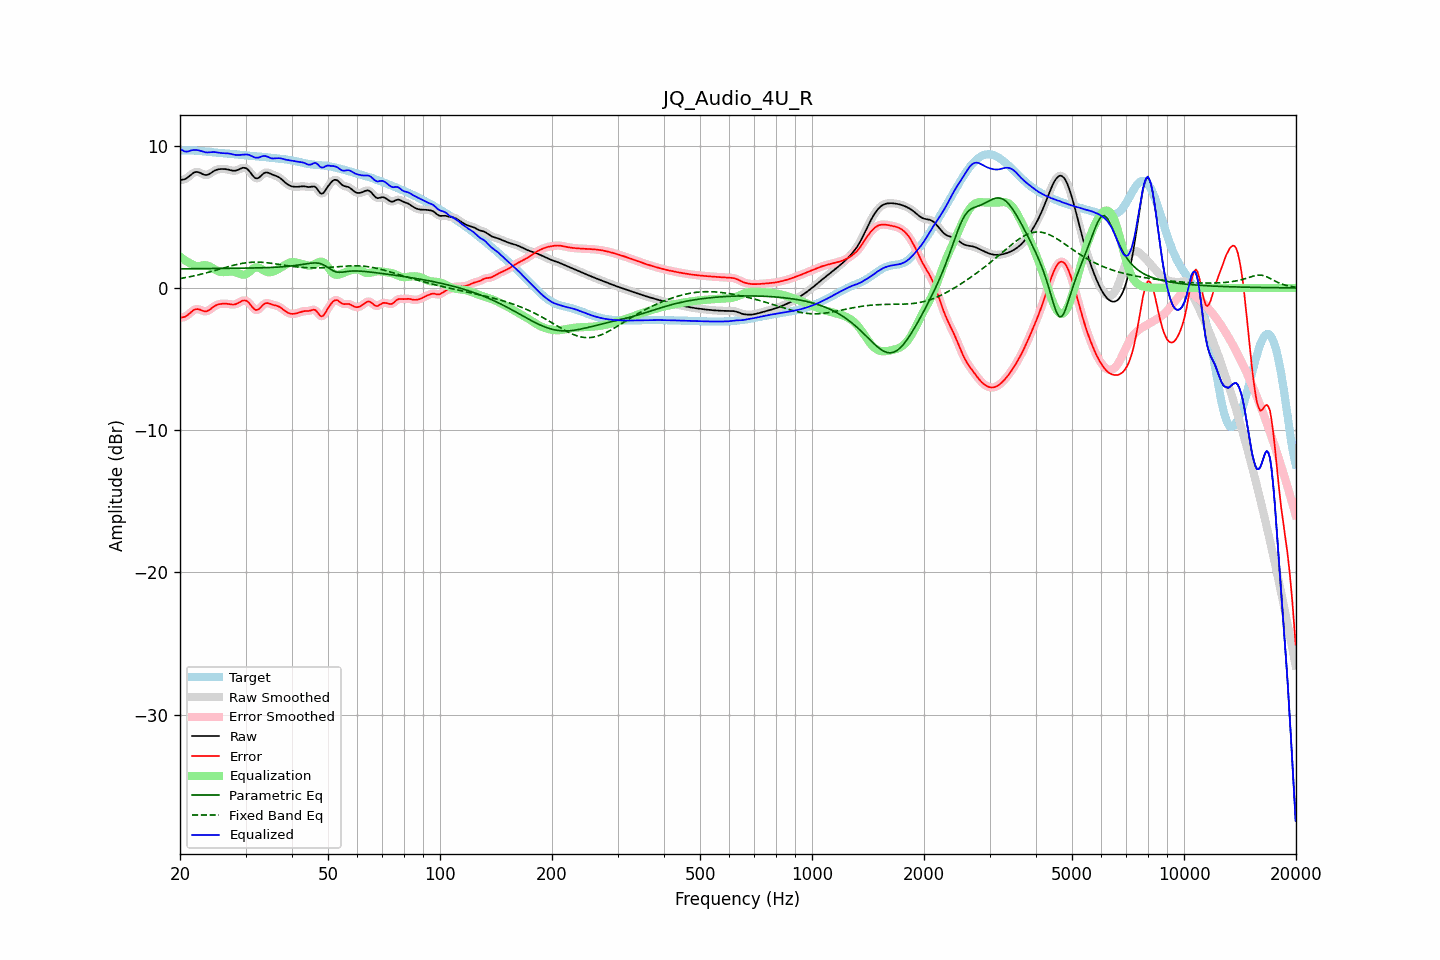 JQ_Audio_4U_R
10
0
−10
−20
−30
Amplitude (dBr)
Target
Raw Smoothed
Error Smoothed
Raw
Error
Equalization
Parametric Eq
Fixed Band Eq
Equalized
20 50 100 200 500 1000 2000 5000 10000 20000
Frequency (Hz)